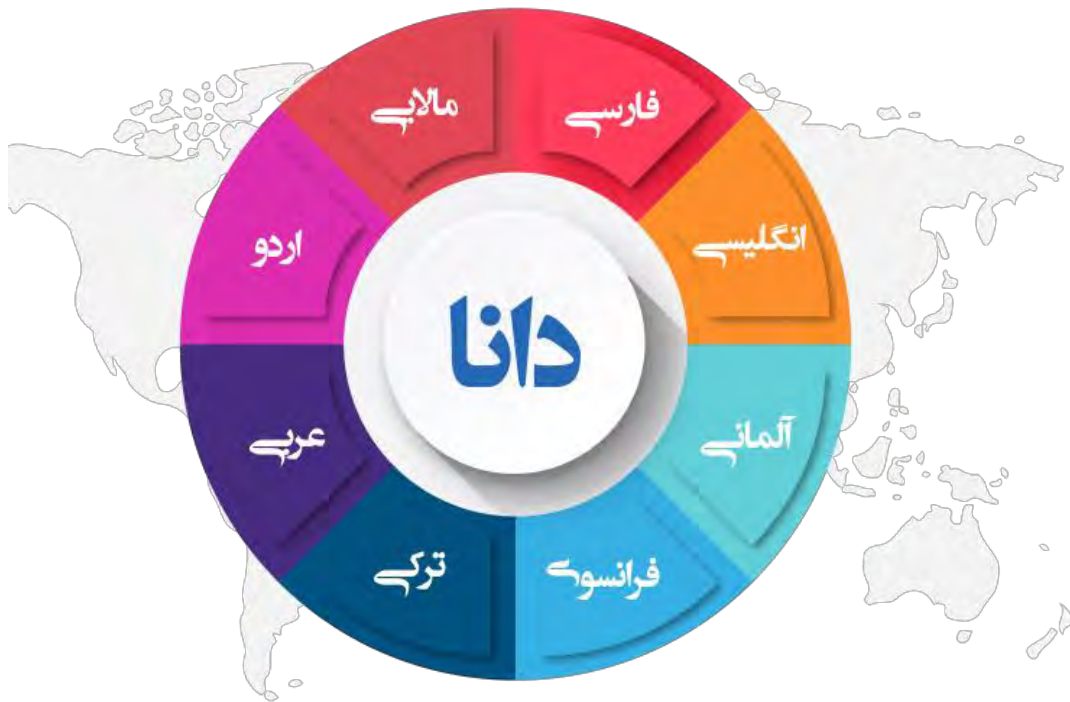 فارسی
مالایی
انگلیسی
اردو
دانا
آلمانی
عربی
فرانسوی
ترکی